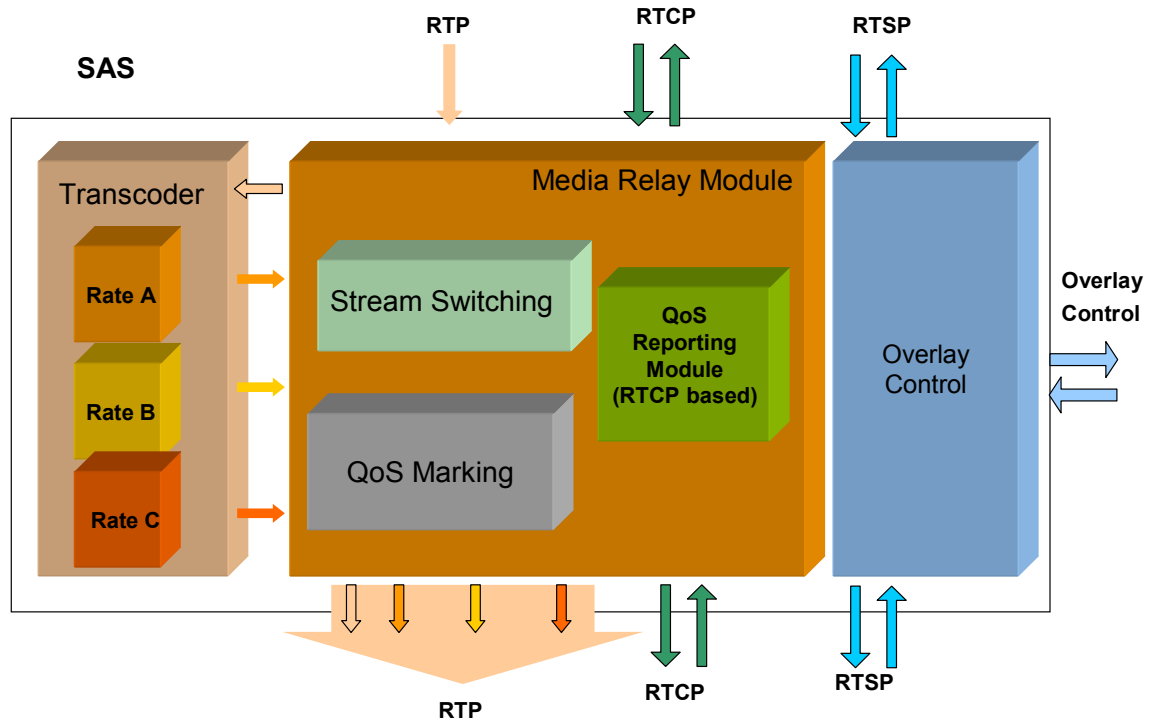 RTP
RTCP
RTSP
SAS
Transcoder
Rate A
Rate B
Rate C
Media Relay Module
Stream Switching
QoS
Reporting
Module
(RTCP based)
QoS Marking
Overlay
Control
Overlay
Control
RTP
RTCP
RTSP